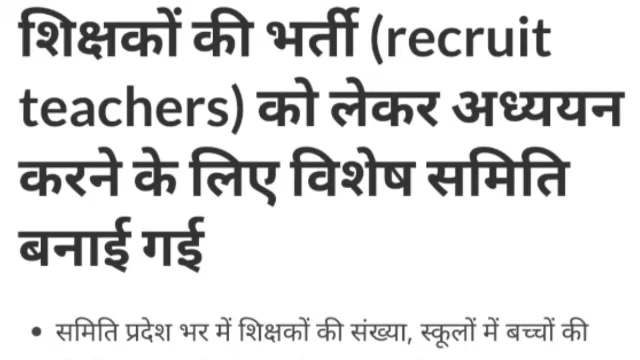 शिक्षकों की भर्ती (recruit
teachers) को लेकर अध्ययन
करने के लिए विशेष समिति
बनाई गई
• समिति प्रदेश भर में शिक्षकों की संख्या, स्कूलों में बच्चों की